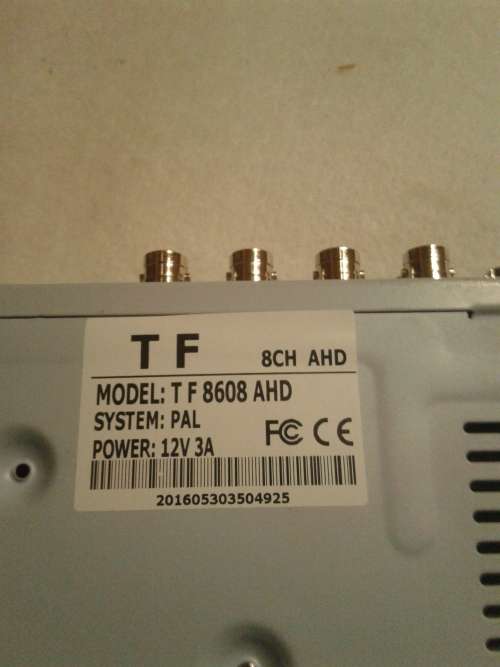 T F 8CH AHD
MODEL: T F 8608 AHD
SYSTEM: PAL
POWER: 12V 3A FC CE
201605303504925